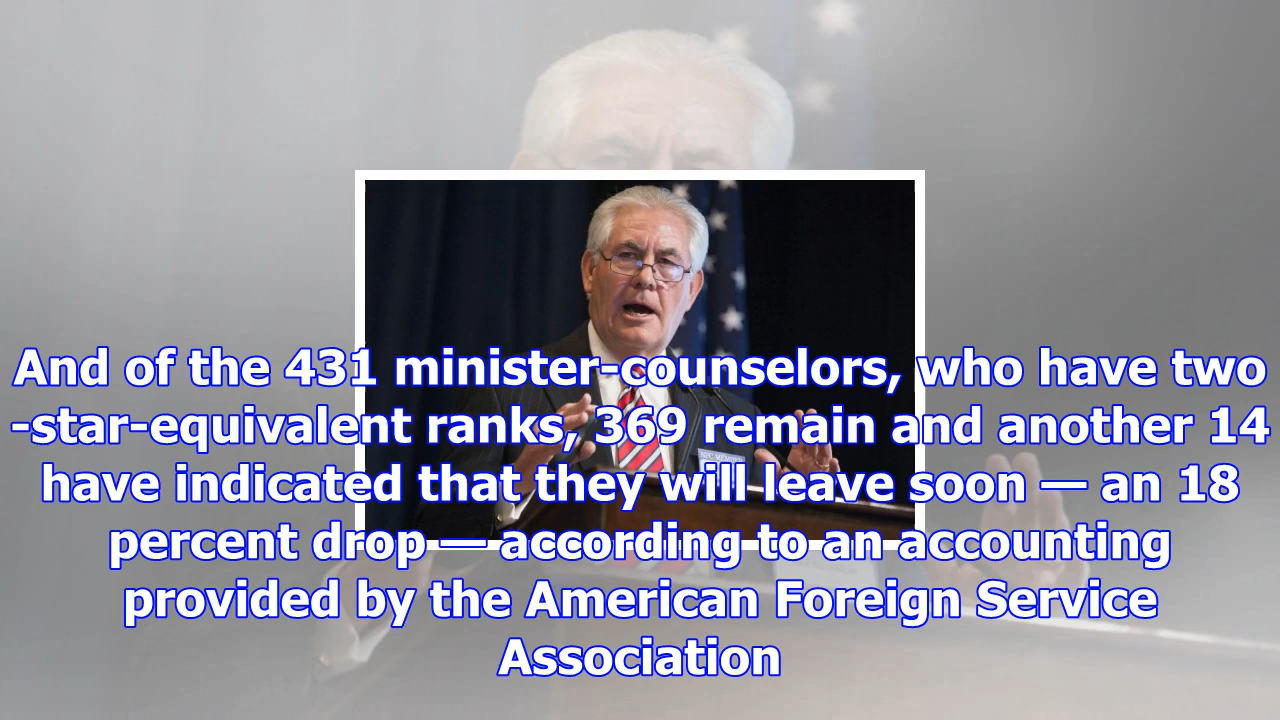 And of the 431 minister-counselors, who have two
-star-equivalent ranks, 369 remain and another 14
have indicated that they will leave soon — an 18
percent drop — according to an accounting
provided by the American Foreign Service
Association
NPC MEMBER